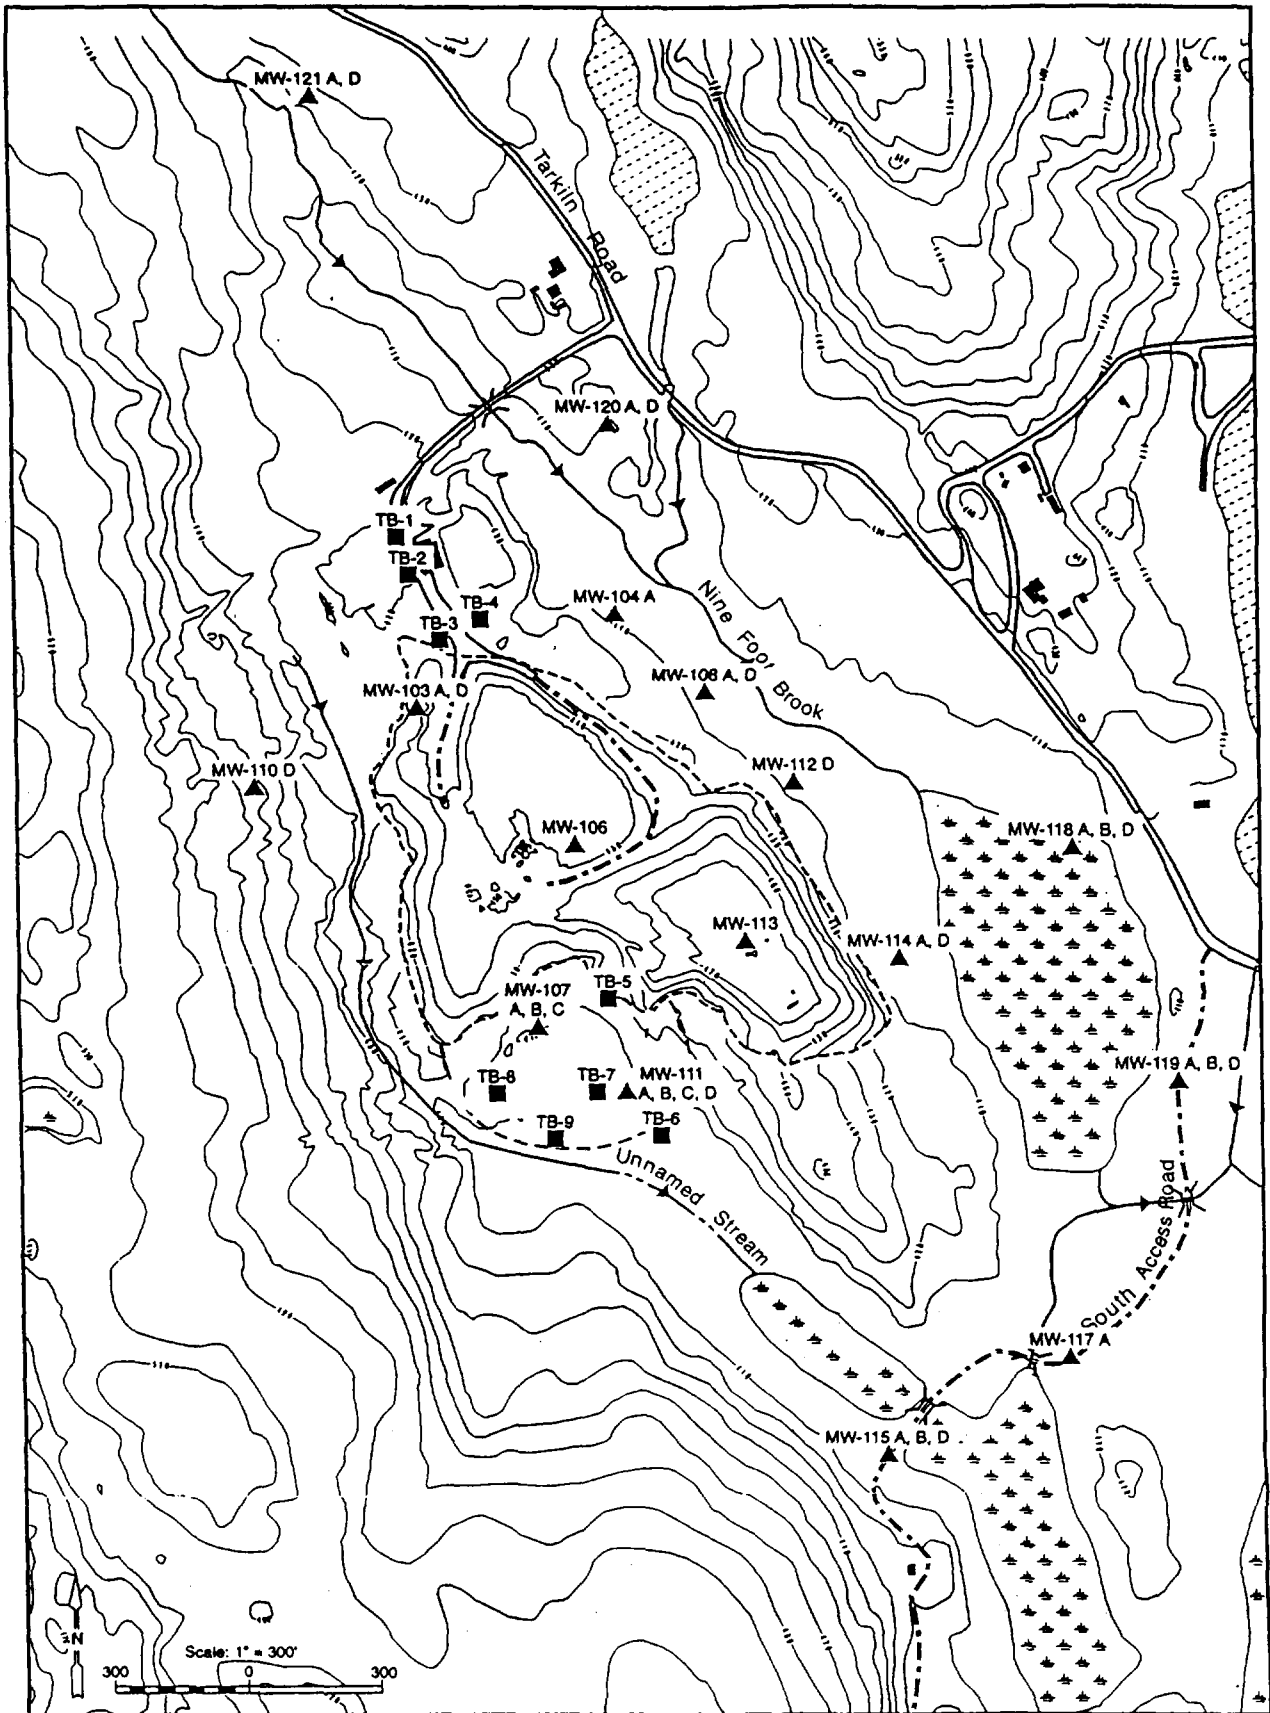 MW-121 A, D
Tarkiln Road
MW-120 A, D
TB-1
TB-2
TB-4
TB-3
MW-104 A
Nine Foot Brook
MW-108 A, D
MW-103 A, D
MW-110 D
MW-112 D
MW-106
MW-118 A, B, D
MW-113
MW-114 A, D
MW-107
A, B, C
TB-5
TB-8
TB-7
MW-111
A, B, C, D
MW-119 A, B, D
TB-9
TB-6
Unnamed Stream
South Access Road
MW-117 A
MW-115 A, B, D
N
Scale: 1" = 300'
300 0 300